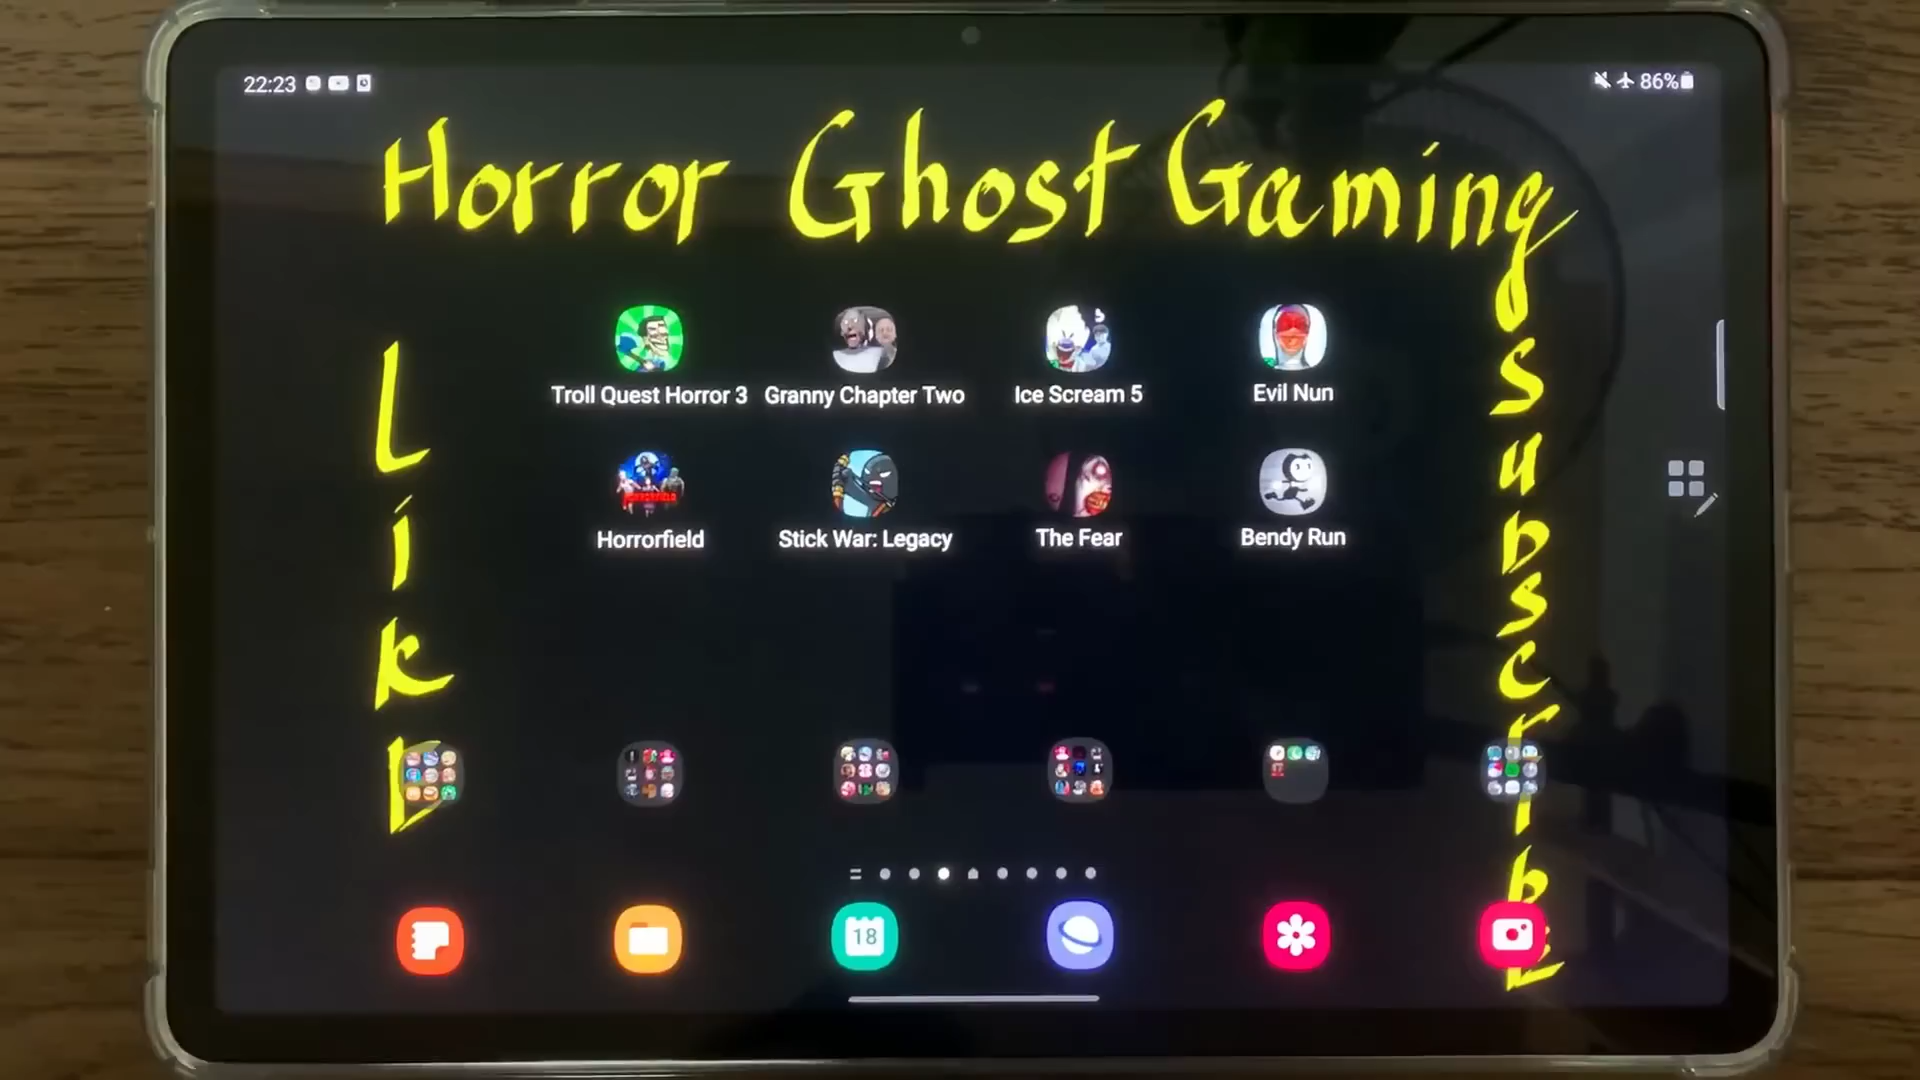 22:23
86%
Horror Ghost Gaming
Like
Subscribe
Troll Quest Horror 3
Granny Chapter Two
Ice Scream 5
Evil Nun
Horrorfield
Stick War: Legacy
The Fear
Bendy Run
18